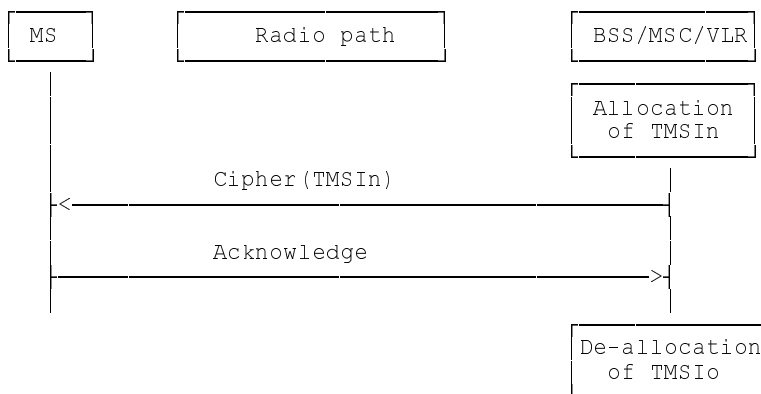 MS Radio path BSS/MSC/VLR
Allocation
of TMSIn
Cipher(TMSIn)
Acknowledge
De-allocation
of TMSIo